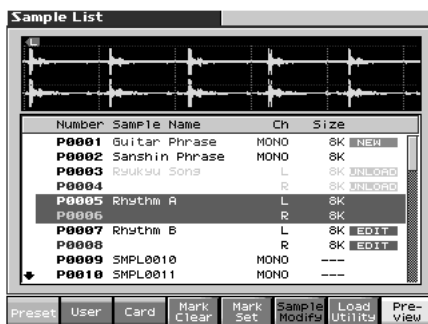 Sample List
L
Number Sample Name Ch Size
P0001 Guitar Phrase MONO 8K NEW
P0002 Sanshin Phrase MONO 8K
P0003 Ryukyu Song L 8K UNLOAD
P0004 R 8K UNLOAD
P0005 Rhythm A L 8K
P0006 R 8K
P0007 Rhythm B L 8K EDIT
P0008 R 8K EDIT
P0009 SMPL0010 MONO ---
P0010 SMPL0011 MONO ---
Preset User Card Mark Clear Mark Set Sample Modify Load Utility Pre-view